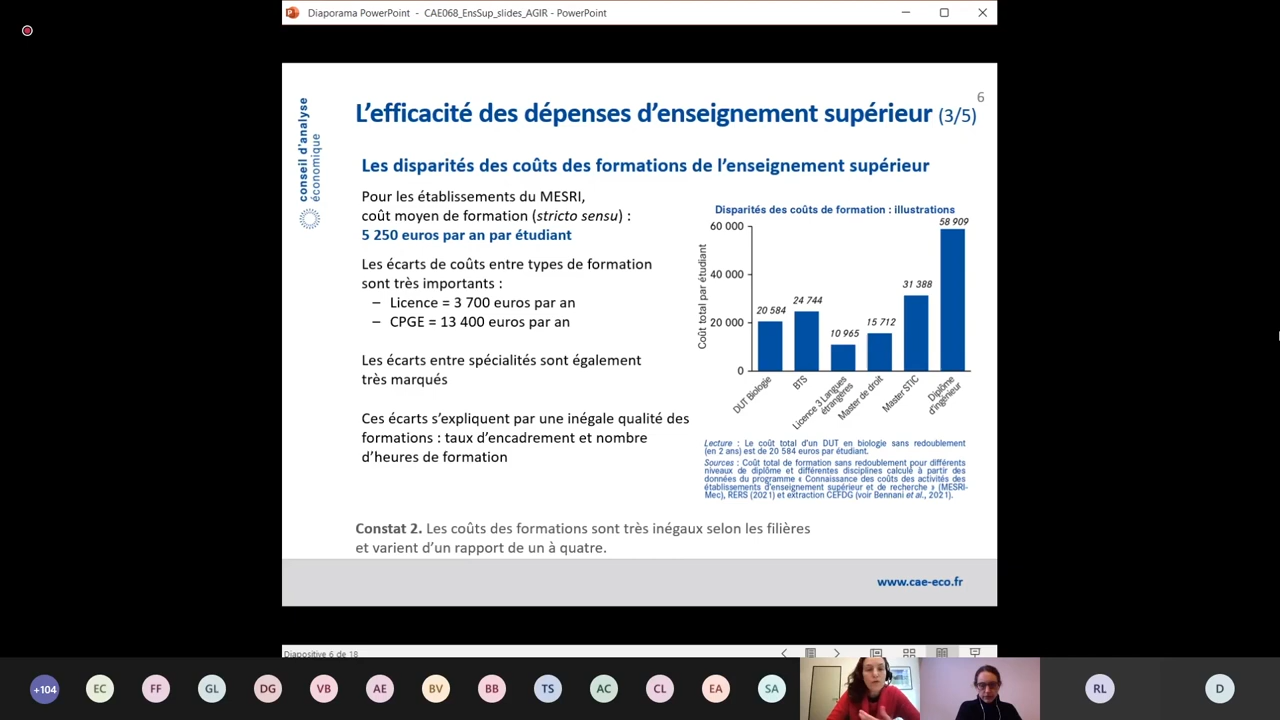 Diaporama PowerPoint - CAE068_EnsSup_slides_AGIR - PowerPoint
6
L'efficacité des dépenses d'enseignement supérieur (3/5)
conseil d'analyse
économique
Les disparités des coûts des formations de l'enseignement supérieur
Pour les établissements du MESRI,
coût moyen de formation (stricto sensu) :
5 250 euros par an par étudiant
Les écarts de coûts entre types de formation
sont très importants :
– Licence = 3 700 euros par an
– CPGE = 13 400 euros par an
Les écarts entre spécialités sont également
très marqués
Ces écarts s'expliquent par une inégale qualité des
formations : taux d'encadrement et nombre
d'heures de formation
Disparités des coûts de formation : illustrations
Coût total par étudiant
60 000
40 000
20 000
0
20 584
24 744
10 965
15 712
31 388
58 909
DUT Biologie
BTS
Licence 3 Langues
étrangères
Master de droit
Master STIC
Diplôme
d'ingénieur
Lecture : Le coût total d'un DUT en biologie sans redoublement
(en 2 ans) est de 20 584 euros par étudiant.
Sources : Coût total de formation sans redoublement pour différents
niveaux de diplôme et différentes disciplines calculé à partir des
données du programme « Connaissance des coûts des activités des
établissements d'enseignement supérieur et de recherche » (MESRI-
Mec), RERS (2021) et extraction CEFDG (voir Bennani et al., 2021).
Constat 2. Les coûts des formations sont très inégaux selon les filières
et varient d'un rapport de un à quatre.
www.cae-eco.fr
Diapositive 6 de 18
+104
EC
FF
GL
DG
VB
AE
BV
BB
TS
AC
CL
EA
SA
RL
D